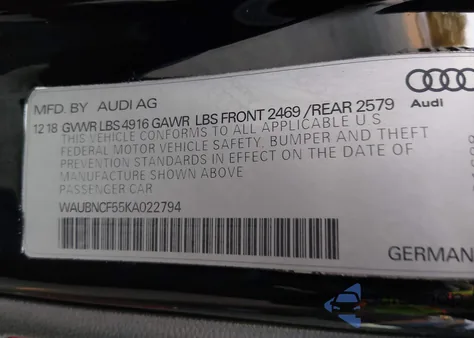 MFD. BY AUDI AG
12 18 GVWR LBS 4916 GAWR LBS FRONT 2469 /REAR 2579
THIS VEHICLE CONFORMS TO ALL APPLICABLE U S
FEDERAL MOTOR VEHICLE SAFETY, BUMPER AND THEFT
PREVENTION STANDARDS IN EFFECT ON THE DATE OF
MANUFACTURE SHOWN ABOVE
PASSENGER CAR
WAUBNCF55KA022794
Audi
GERMAN